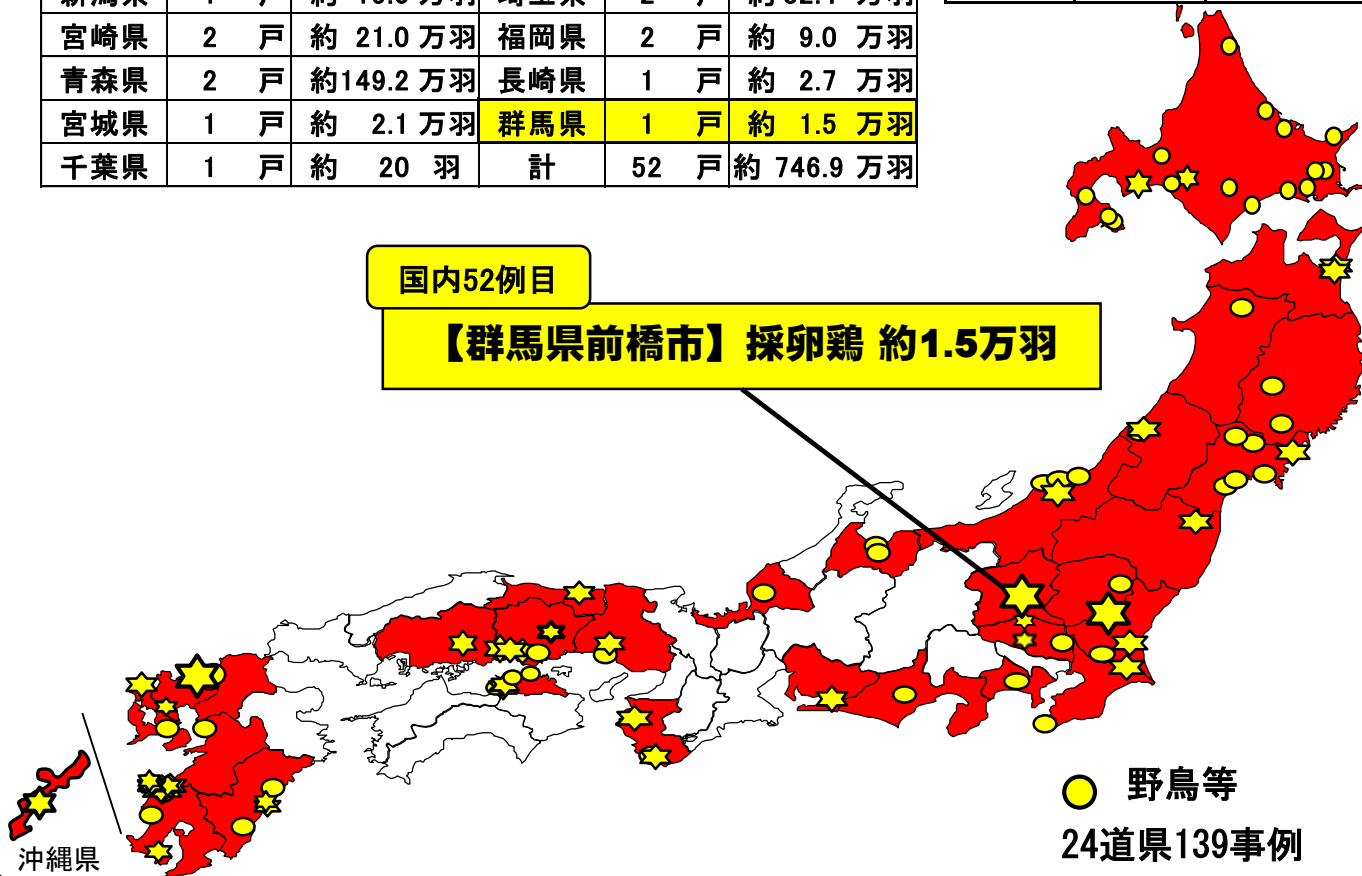 宮崎県 2 戸 約 21.0 万羽 福岡県 2 戸 約 9.0 万羽
青森県 2 戸 約149.2 万羽 長崎県 1 戸 約 2.7 万羽
宮城県 1 戸 約 2.1 万羽 群馬県 1 戸 約 1.5 万羽
千葉県 1 戸 約 20 羽 計 52 戸 約 746.9 万羽
国内52例目
【群馬県前橋市】採卵鶏 約1.5万羽
野鳥等
24道県139事例
沖縄県